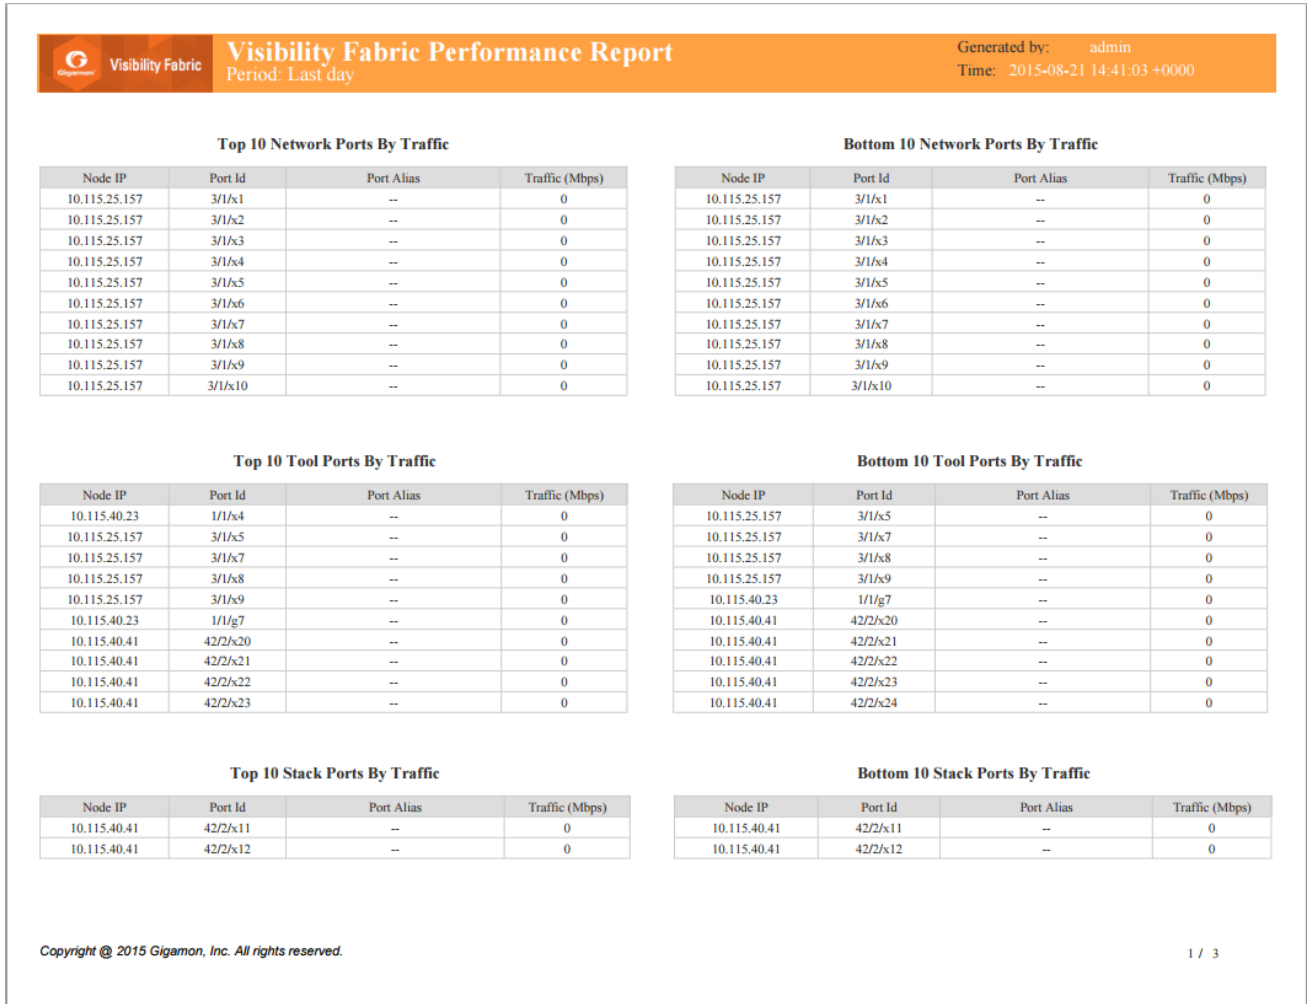 Gigamon Visibility Fabric
Visibility Fabric Performance Report
Period: Last day
Generated by: admin
Time: 2015-08-21 14:41:03 +0000
Top 10 Network Ports By Traffic
Node IP Port Id Port Alias Traffic (Mbps)
10.115.25.157 3/1/x1 -- 0
10.115.25.157 3/1/x2 -- 0
10.115.25.157 3/1/x3 -- 0
10.115.25.157 3/1/x4 -- 0
10.115.25.157 3/1/x5 -- 0
10.115.25.157 3/1/x6 -- 0
10.115.25.157 3/1/x7 -- 0
10.115.25.157 3/1/x8 -- 0
10.115.25.157 3/1/x9 -- 0
10.115.25.157 3/1/x10 -- 0
Bottom 10 Network Ports By Traffic
Node IP Port Id Port Alias Traffic (Mbps)
10.115.25.157 3/1/x1 -- 0
10.115.25.157 3/1/x2 -- 0
10.115.25.157 3/1/x3 -- 0
10.115.25.157 3/1/x4 -- 0
10.115.25.157 3/1/x5 -- 0
10.115.25.157 3/1/x6 -- 0
10.115.25.157 3/1/x7 -- 0
10.115.25.157 3/1/x8 -- 0
10.115.25.157 3/1/x9 -- 0
10.115.25.157 3/1/x10 -- 0
Top 10 Tool Ports By Traffic
Node IP Port Id Port Alias Traffic (Mbps)
10.115.40.23 1/1/x4 -- 0
10.115.25.157 3/1/x5 -- 0
10.115.25.157 3/1/x7 -- 0
10.115.25.157 3/1/x8 -- 0
10.115.25.157 3/1/x9 -- 0
10.115.40.23 1/1/g7 -- 0
10.115.40.41 42/2/x20 -- 0
10.115.40.41 42/2/x21 -- 0
10.115.40.41 42/2/x22 -- 0
10.115.40.41 42/2/x23 -- 0
Bottom 10 Tool Ports By Traffic
Node IP Port Id Port Alias Traffic (Mbps)
10.115.25.157 3/1/x5 -- 0
10.115.25.157 3/1/x7 -- 0
10.115.25.157 3/1/x8 -- 0
10.115.25.157 3/1/x9 -- 0
10.115.40.23 1/1/g7 -- 0
10.115.40.41 42/2/x20 -- 0
10.115.40.41 42/2/x21 -- 0
10.115.40.41 42/2/x22 -- 0
10.115.40.41 42/2/x23 -- 0
10.115.40.41 42/2/x24 -- 0
Top 10 Stack Ports By Traffic
Node IP Port Id Port Alias Traffic (Mbps)
10.115.40.41 42/2/x11 -- 0
10.115.40.41 42/2/x12 -- 0
Bottom 10 Stack Ports By Traffic
Node IP Port Id Port Alias Traffic (Mbps)
10.115.40.41 42/2/x11 -- 0
10.115.40.41 42/2/x12 -- 0
Copyright @ 2015 Gigamon, Inc. All rights reserved.
1 / 3